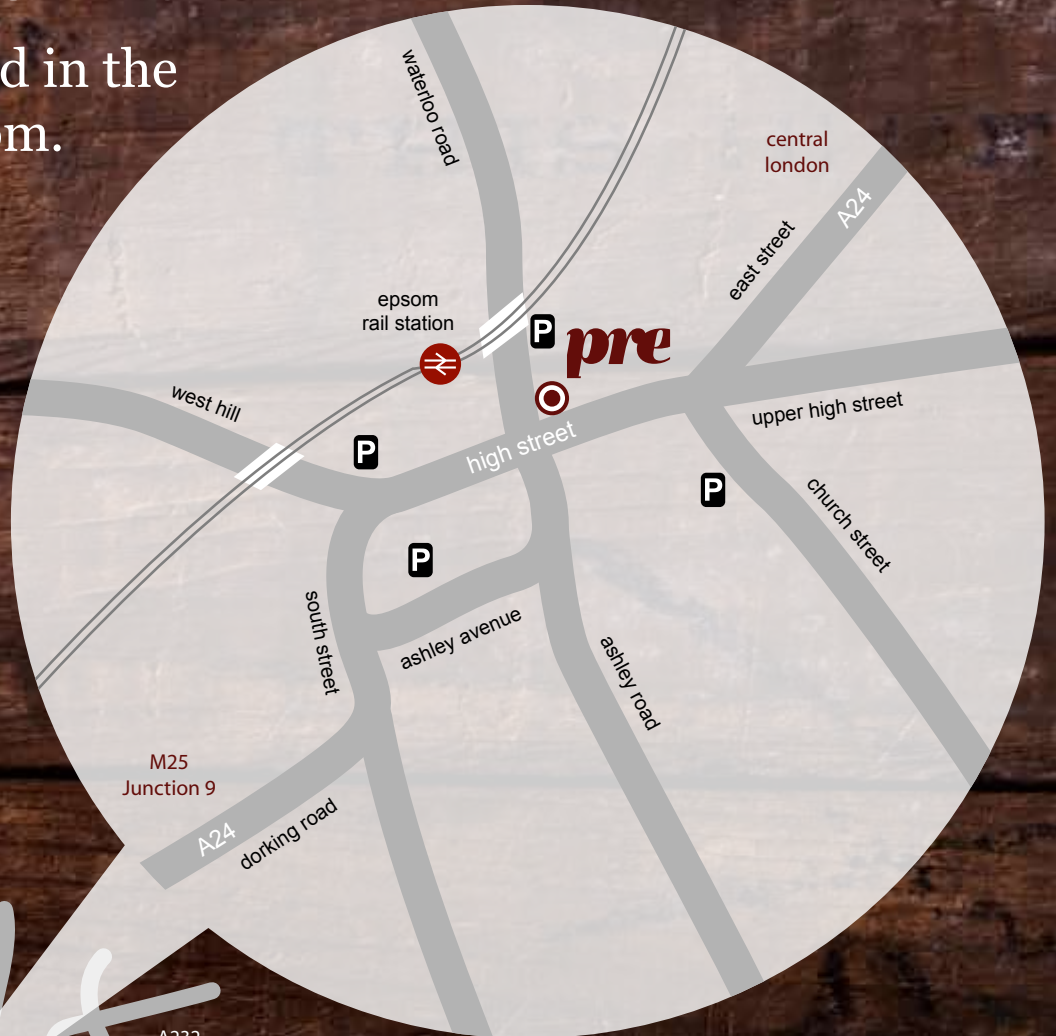 d in the
om.
waterloo road
central
london
A24
east street
epsom
rail station
P
pre
west hill
upper high street
high street
P
P
church street
P
south street
ashley avenue
ashley road
M25
Junction 9
A24
dorking road